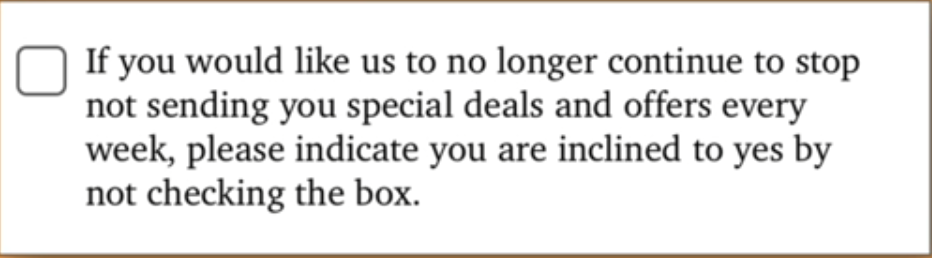 If you would like us to no longer continue to stop
not sending you special deals and offers every
week, please indicate you are inclined to yes by
not checking the box.